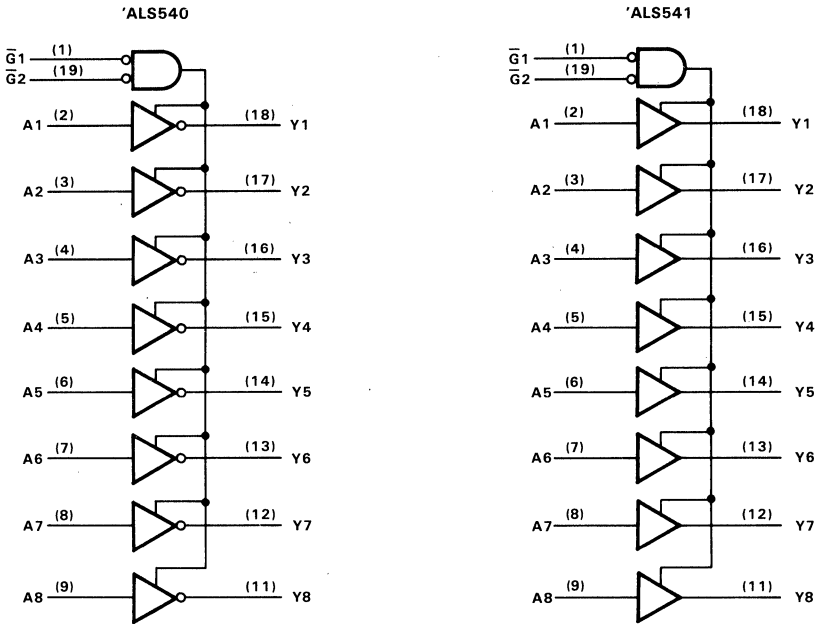 'ALS540
G̅1 (1)
G̅2 (19)
A1 (2) (18) Y1
A2 (3) (17) Y2
A3 (4) (16) Y3
A4 (5) (15) Y4
A5 (6) (14) Y5
A6 (7) (13) Y6
A7 (8) (12) Y7
A8 (9) (11) Y8
'ALS541
G̅1 (1)
G̅2 (19)
A1 (2) (18) Y1
A2 (3) (17) Y2
A3 (4) (16) Y3
A4 (5) (15) Y4
A5 (6) (14) Y5
A6 (7) (13) Y6
A7 (8) (12) Y7
A8 (9) (11) Y8